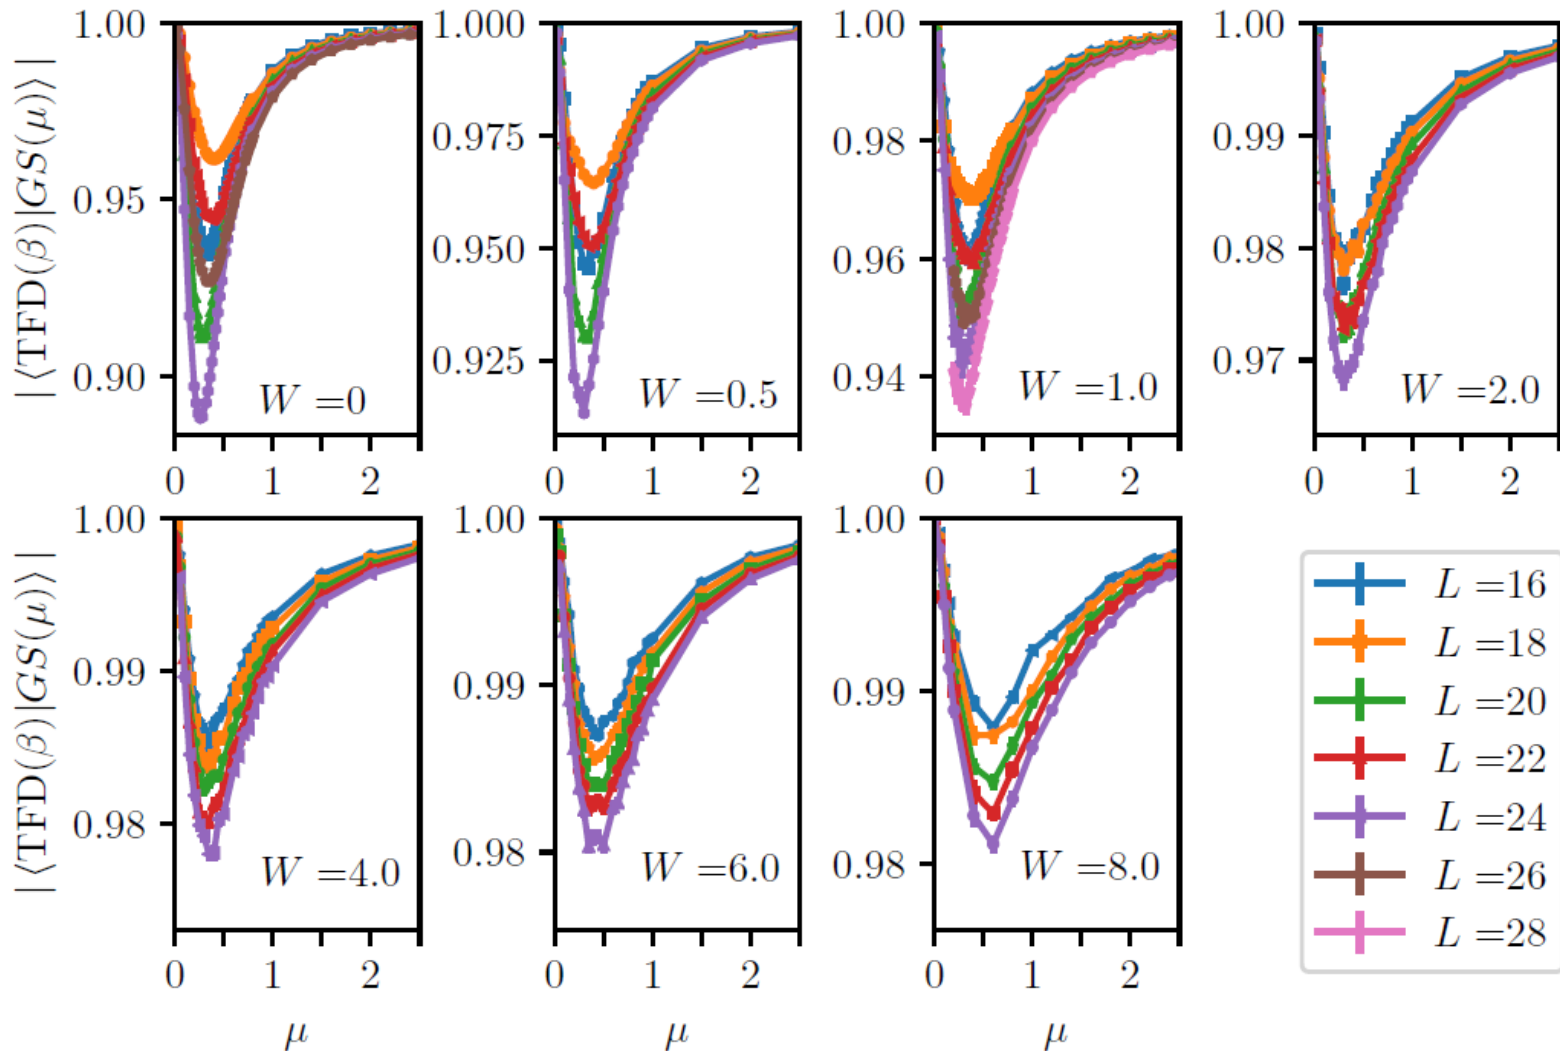 1.00 1.000 1.00 1.00
0.95 0.975 0.98 0.99
0.950 0.96 0.98
0.90 0.925 0.94 0.97
|⟨TFD(β)|GS(μ)⟩|
W =0 W =0.5 W =1.0 W =2.0
0 1 2 0 1 2 0 1 2 0 1 2
1.00 1.00 1.00
0.99 0.99 0.99
0.98 0.98 0.98
|⟨TFD(β)|GS(μ)⟩|
W =4.0 W =6.0 W =8.0
0 1 2 0 1 2 0 1 2
μ μ μ
L =16
L =18
L =20
L =22
L =24
L =26
L =28